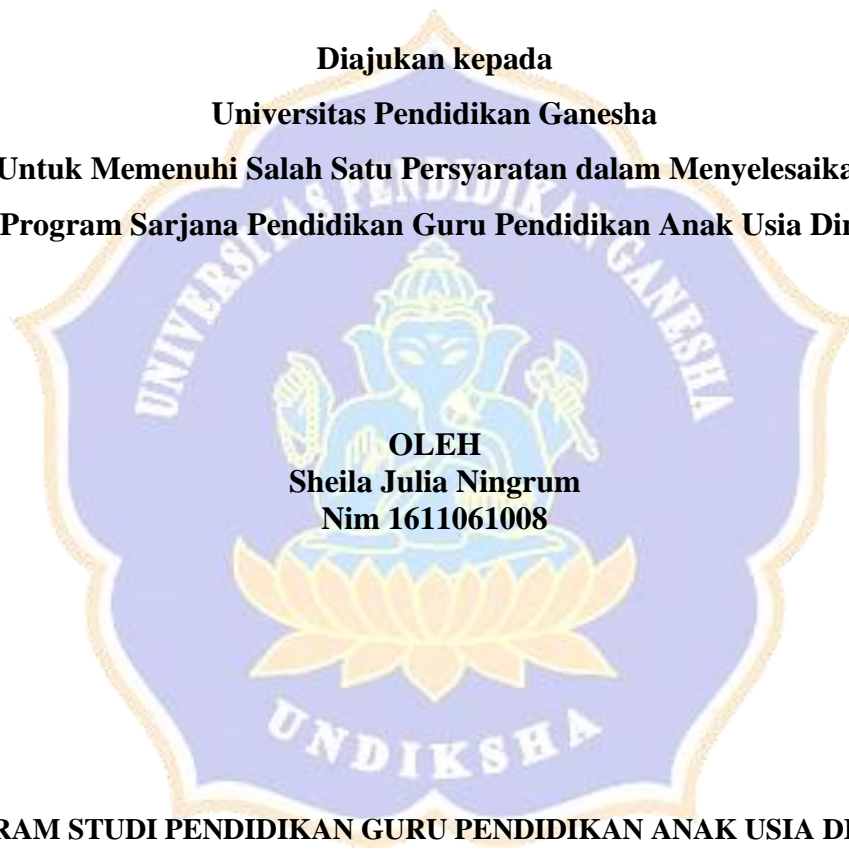 Diajukan kepada
Universitas Pendidikan Ganesha
Untuk Memenuhi Salah Satu Persyaratan dalam Menyelesaika
Program Sarjana Pendidikan Guru Pendidikan Anak Usia Di
UNIVERSITAS PENDIDIKAN GANESHA
OLEH
Sheila Julia Ningrum
Nim 1611061008
UNDIKSHA
RAM STUDI PENDIDIKAN GURU PENDIDIKAN ANAK USIA DI